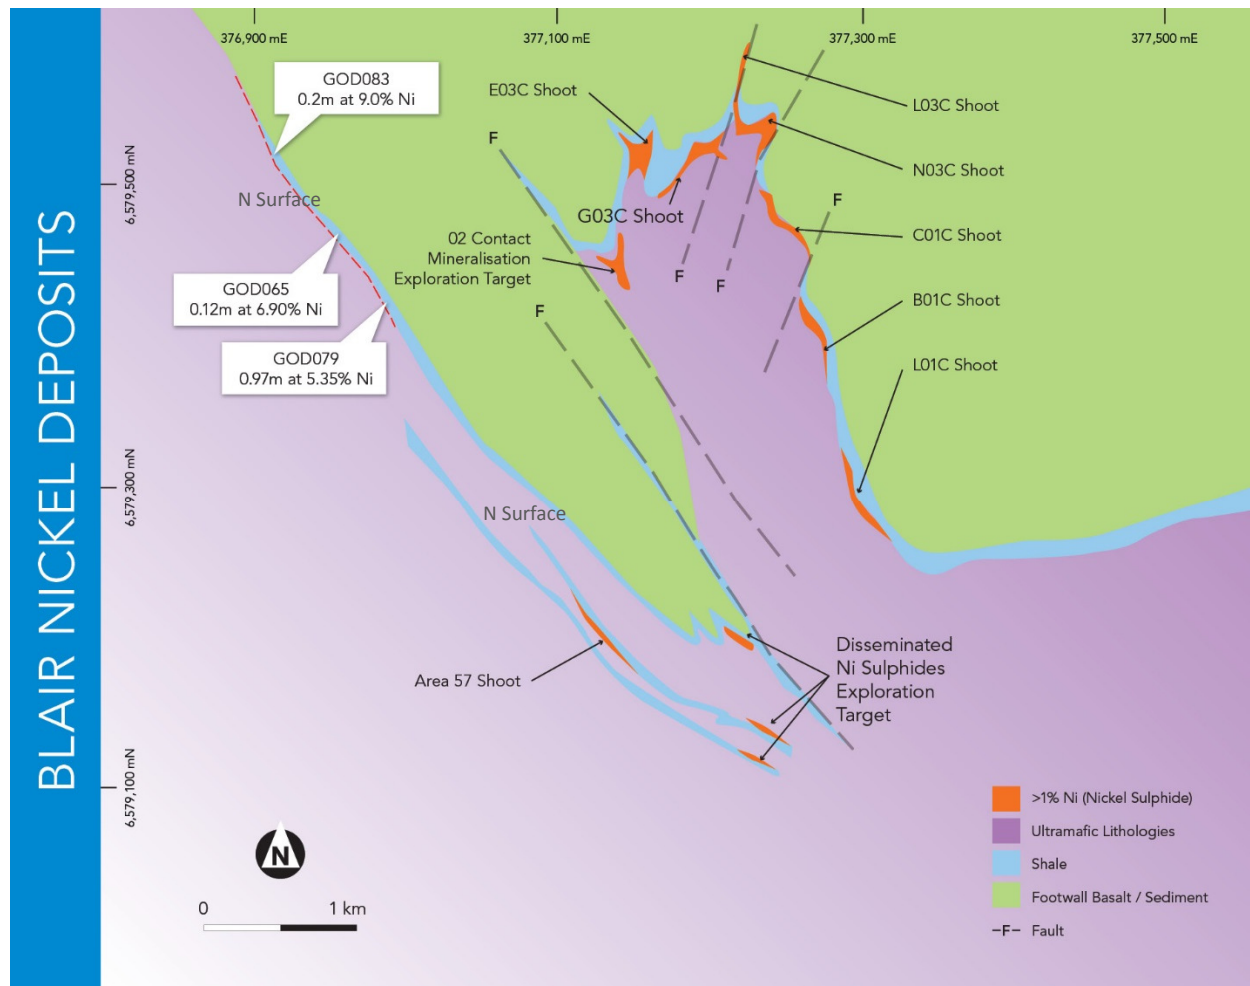 BLAIR NICKEL DEPOSITS
376,900 mE
377,100 mE
377,300 mE
377,500 mE
6,579,500 mN
6,579,300 mN
6,579,100 mN
GOD083
0.2m at 9.0% Ni
N Surface
GOD065
0.12m at 6.90% Ni
GOD079
0.97m at 5.35% Ni
E03C Shoot
F
G03C Shoot
02 Contact
Mineralisation
Exploration Target
F
F
F
F
L03C Shoot
N03C Shoot
C01C Shoot
B01C Shoot
L01C Shoot
N Surface
Area 57 Shoot
Disseminated
Ni Sulphides
Exploration
Target
N
0 1 km
>1% Ni (Nickel Sulphide)
Ultramafic Lithologies
Shale
Footwall Basalt / Sediment
–F– Fault